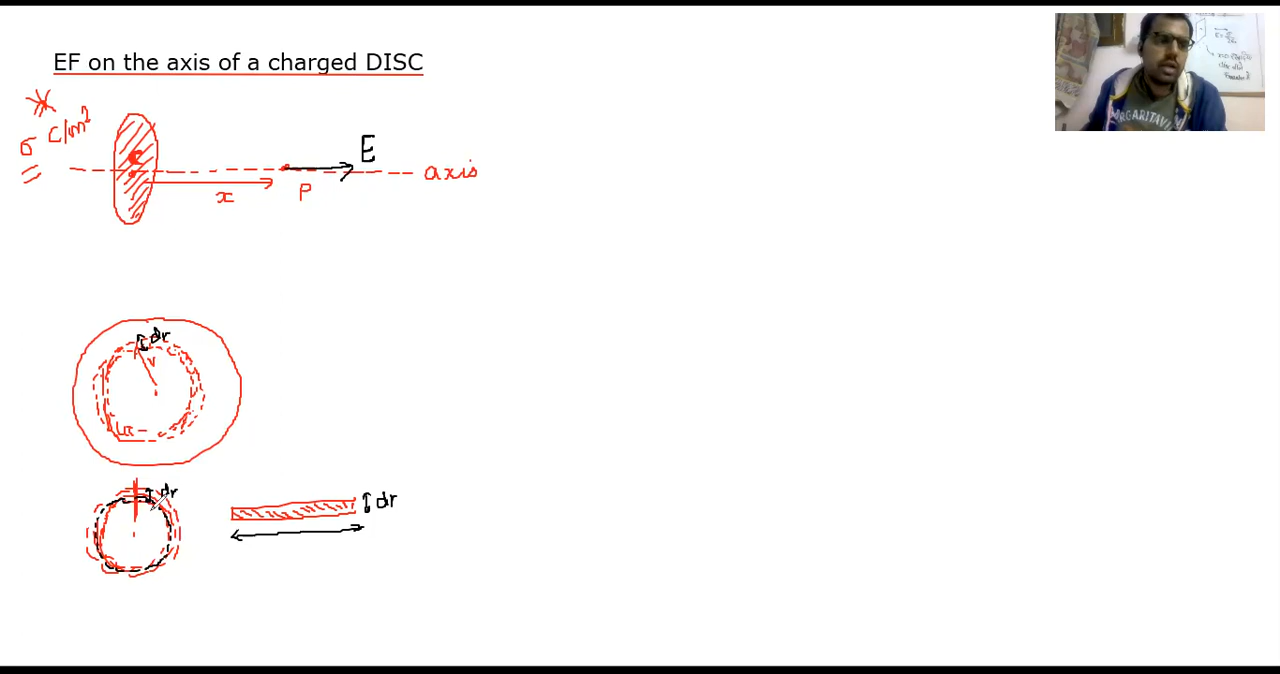 EF on the axis of a charged DISC
σ C/m²
E
axis
x
P
dr
r
dr
dr